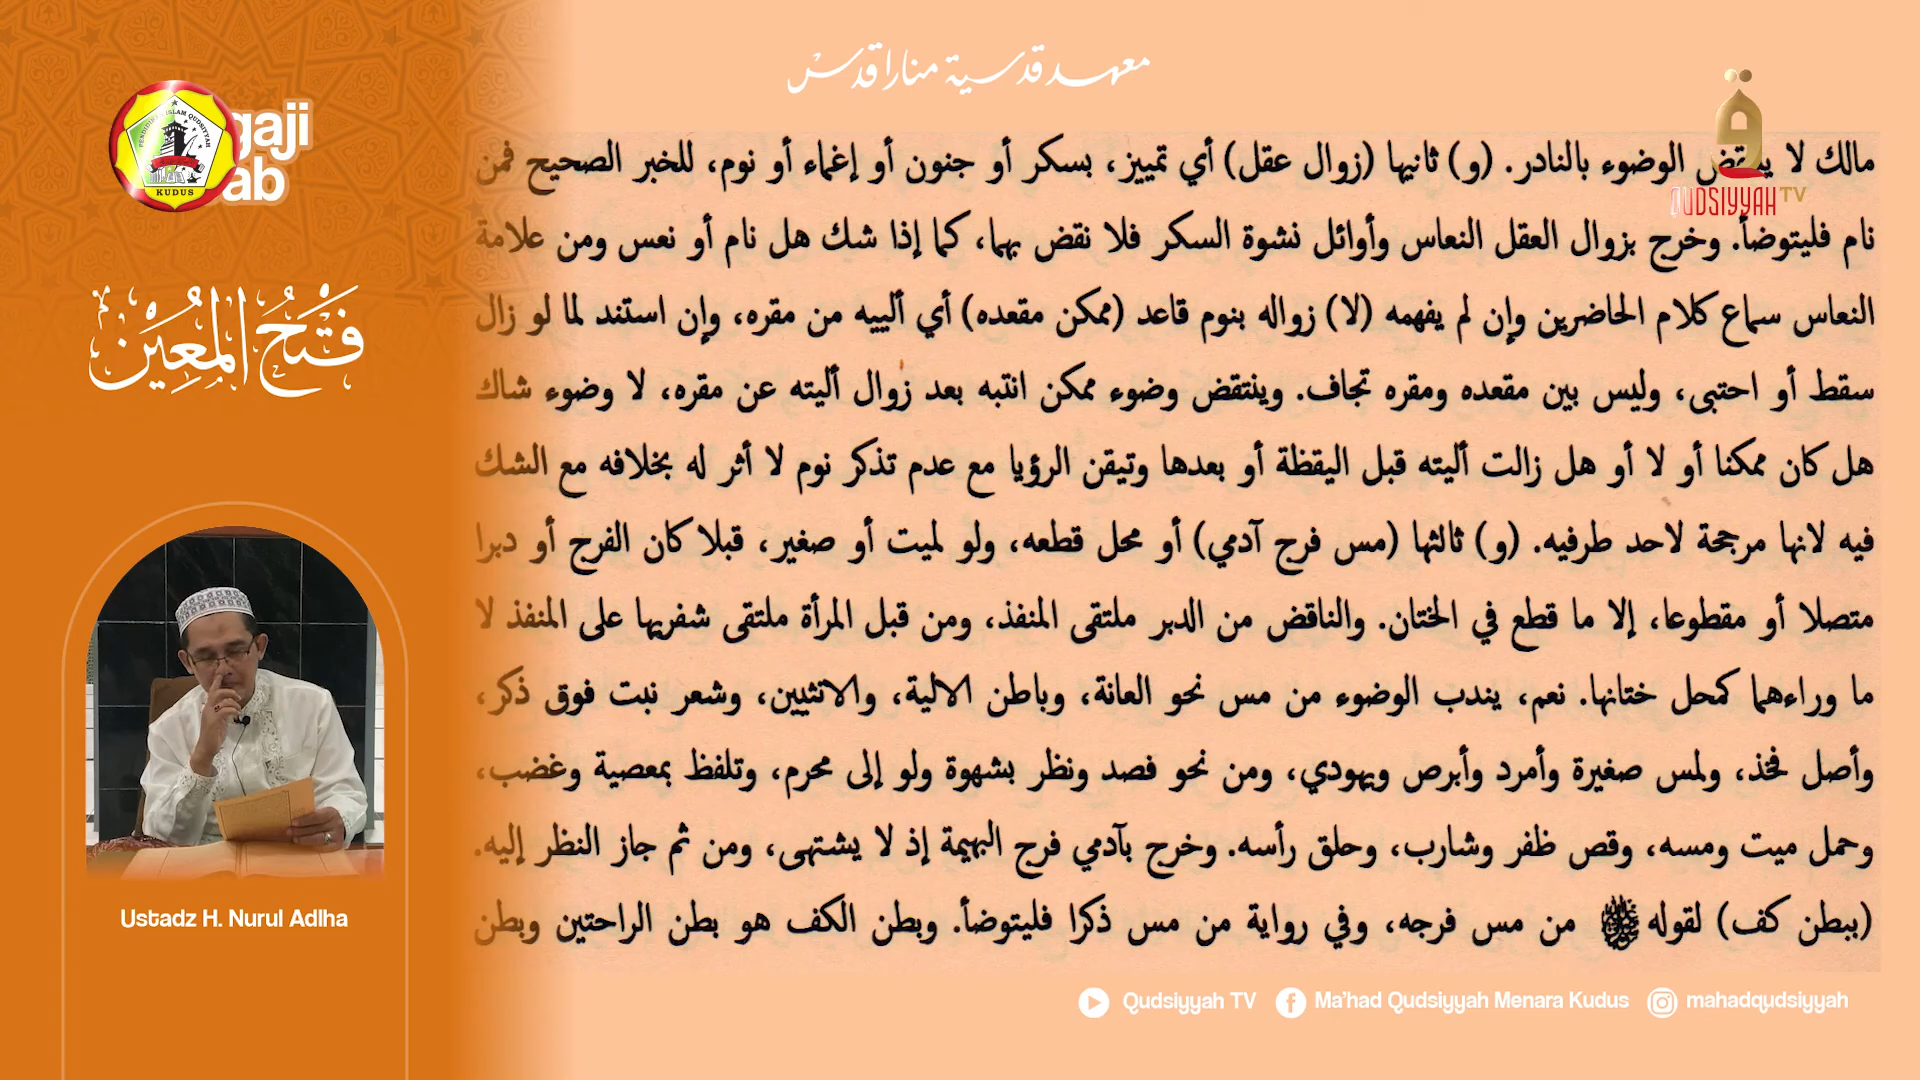 معهد قدسية منارا قدس
gaji
ab
PENDIDIKAN ISLAM QUDSIYYAH
KUDUS
QUDSIYYAH TV
فَتْحُ الْمُعِيْن
مالك لا ينقض الوضوء بالنادر. (و) ثانيها (زوال عقل) أي تمييز، بسكر أو جنون أو إغماء أو نوم، للخبر الصحيح فمن
نام فليتوضأ. وخرج بزوال العقل النعاس وأوائل نشوة السكر فلا نقض بهما، كما إذا شك هل نام أو نعس ومن علامة
النعاس سماع كلام الحاضرين وإن لم يفهمه (لا) زواله بنوم قاعد (ممكن مقعده) أي ألييه من مقره، وإن استند لما لو زال
سقط أو احتبى، وليس بين مقعده ومقره تجاف. وينتقض وضوء ممكن انتبه بعد زوال أليته عن مقره، لا وضوء شاك
هل كان ممكنا أو لا أو هل زالت أليته قبل اليقظة أو بعدها وتيقن الرؤيا مع عدم تذكر نوم لا أثر له بخلافه مع الشك
فيه لانها مرجحة لاحد طرفيه. (و) ثالثها (مس فرج آدمي) أو محل قطعه، ولو لميت أو صغير، قبلا كان الفرج أو دبرا
متصلا أو مقطوعا، إلا ما قطع في الختان. والناقض من الدبر ملتقى المنفذ، ومن قبل المرأة ملتقى شفريها على المنفذ لا
ما وراءهما كمحل ختانها. نعم، يندب الوضوء من مس نحو العانة، وباطن الالية، والانثيين، وشعر نبت فوق ذكر،
وأصل فخذ، ولمس صغيرة وأمرد وأبرص ويهودي، ومن نحو فصد ونظر بشهوة ولو إلى محرم، وتلفظ بمعصية وغضب،
وحمل ميت ومسه، وقص ظفر وشارب، وحلق رأسه. وخرج بآدمي فرج البهيمة إذ لا يشتهى، ومن ثم جاز النظر إليه.
(ببطن كف) لقوله ﷺ من مس فرجه، وفي رواية من مس ذكرا فليتوضأ. وبطن الكف هو بطن الراحتين وبطن
Ustadz H. Nurul Adlha
Qudsiyyah TV Ma'had Qudsiyyah Menara Kudus mahadqudsiyyah